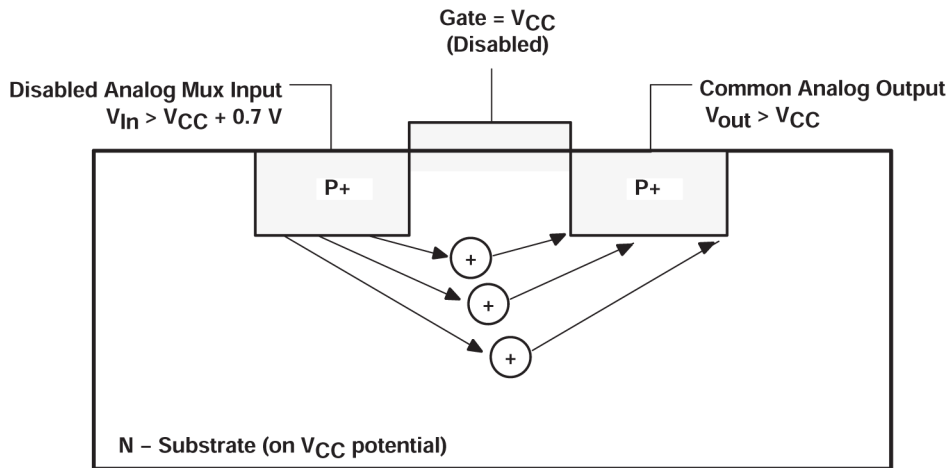 Gate = VCC
(Disabled)
Disabled Analog Mux Input
VIn > VCC + 0.7 V
Common Analog Output
Vout > VCC
P+
P+
+
+
+
N – Substrate (on VCC potential)